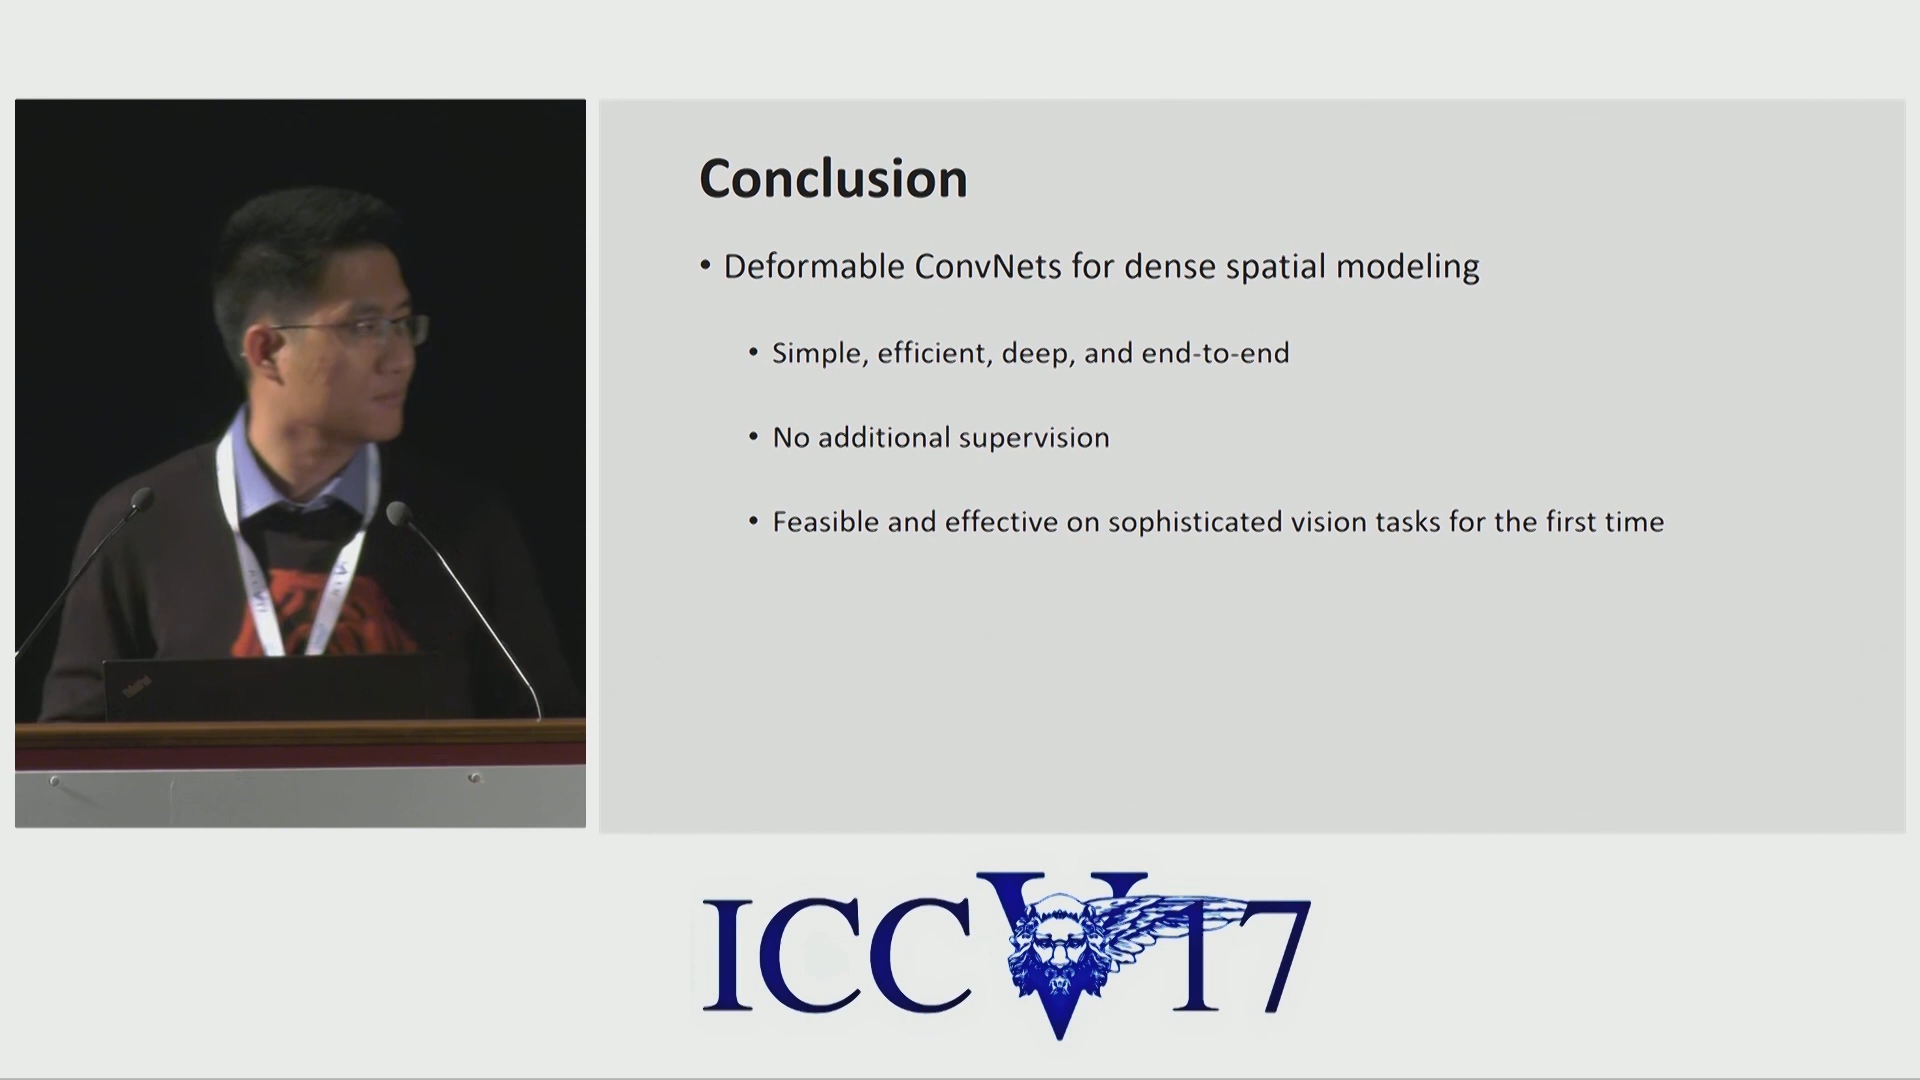 Conclusion
• Deformable ConvNets for dense spatial modeling
• Simple, efficient, deep, and end-to-end
• No additional supervision
• Feasible and effective on sophisticated vision tasks for the first time
ThinkPad
ICCV17